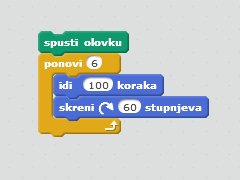 spusti olovku
ponovi 6
idi 100 koraka
skreni 60 stupnjeva